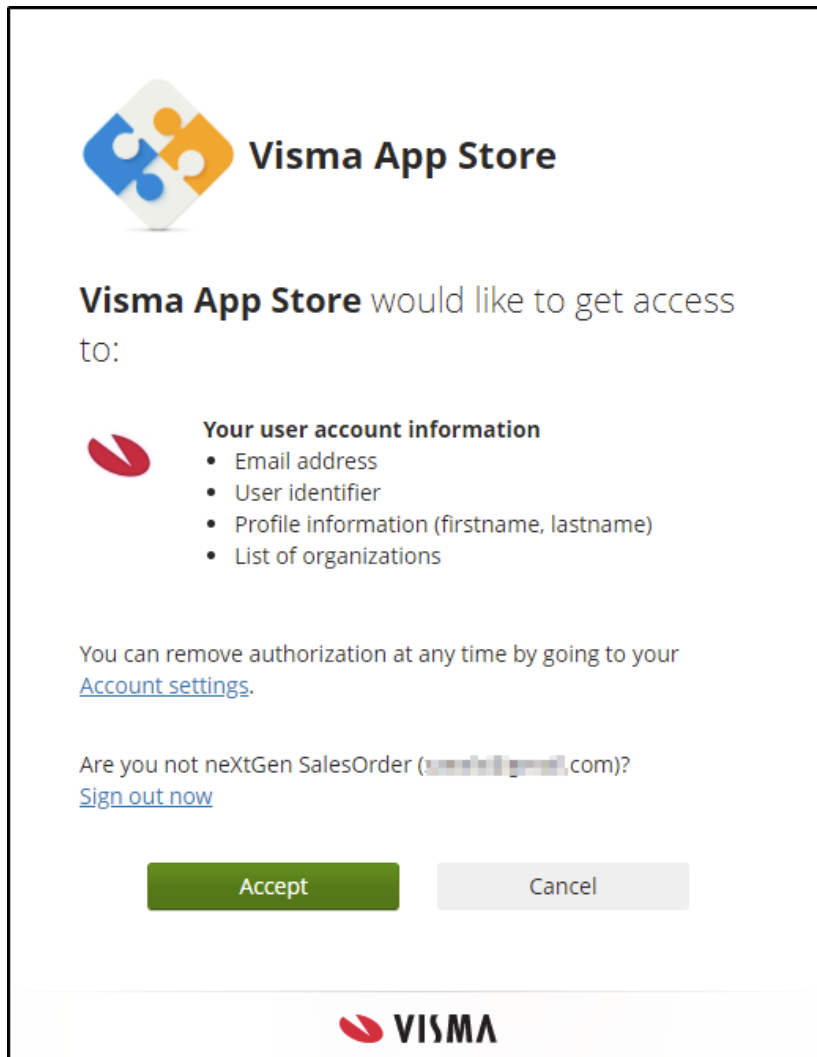 Visma App Store
Visma App Store would like to get access
to:
Your user account information
• Email address
• User identifier
• Profile information (firstname, lastname)
• List of organizations
You can remove authorization at any time by going to your
Account settings.
Are you not neXtGen SalesOrder ( .com)?
Sign out now
Accept
Cancel
VISMA